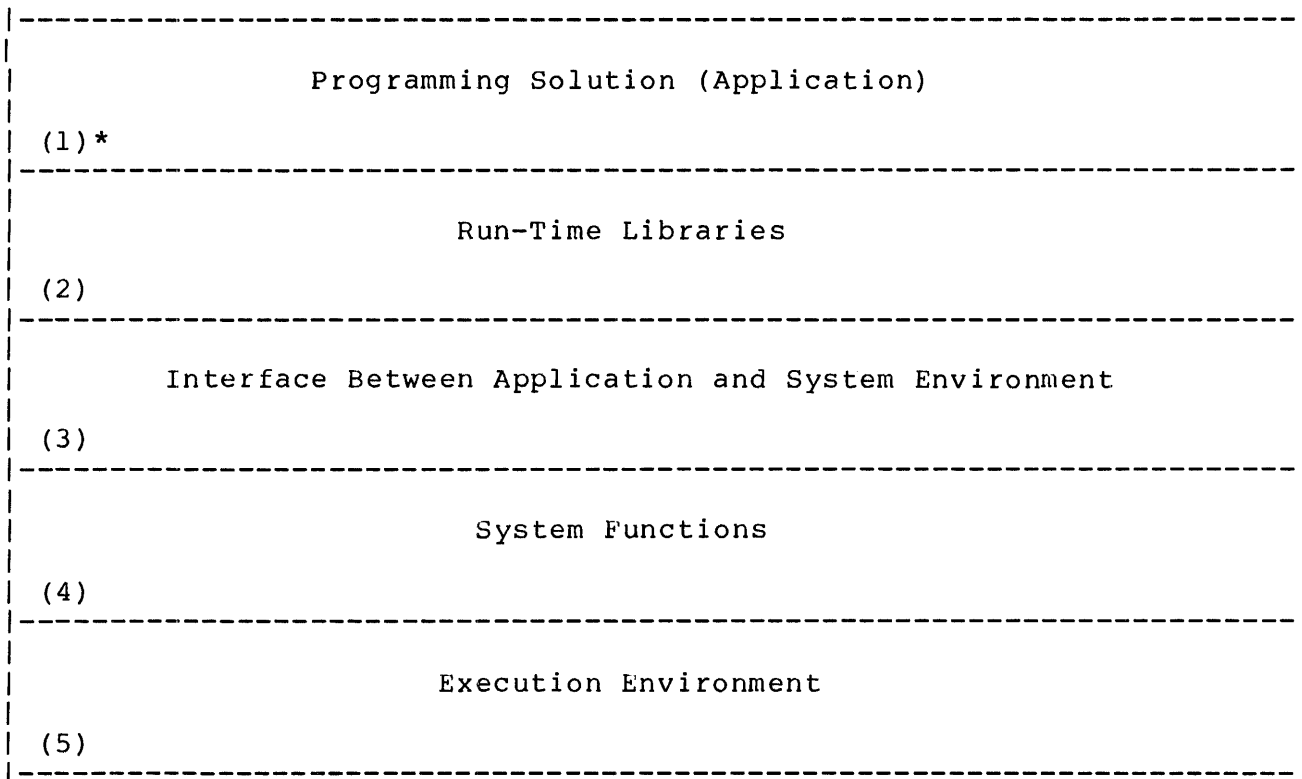 Programming Solution (Application)
(1)*
Run-Time Libraries
(2)
Interface Between Application and System Environment
(3)
System Functions
(4)
Execution Environment
(5)